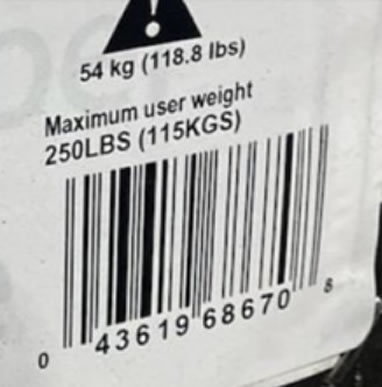 54 kg (118.8 lbs)
Maximum user weight
250LBS (115KGS)
0 43619 68670 8